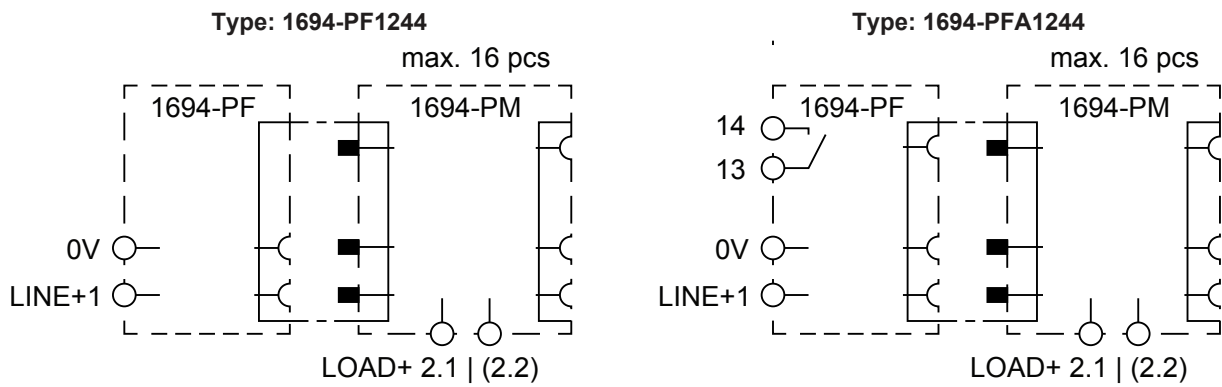 Type: 1694-PF1244
max. 16 pcs
1694-PF
1694-PM
0V
LINE+1
LOAD+ 2.1 | (2.2)
Type: 1694-PFA1244
max. 16 pcs
1694-PF
1694-PM
14
13
0V
LINE+1
LOAD+ 2.1 | (2.2)